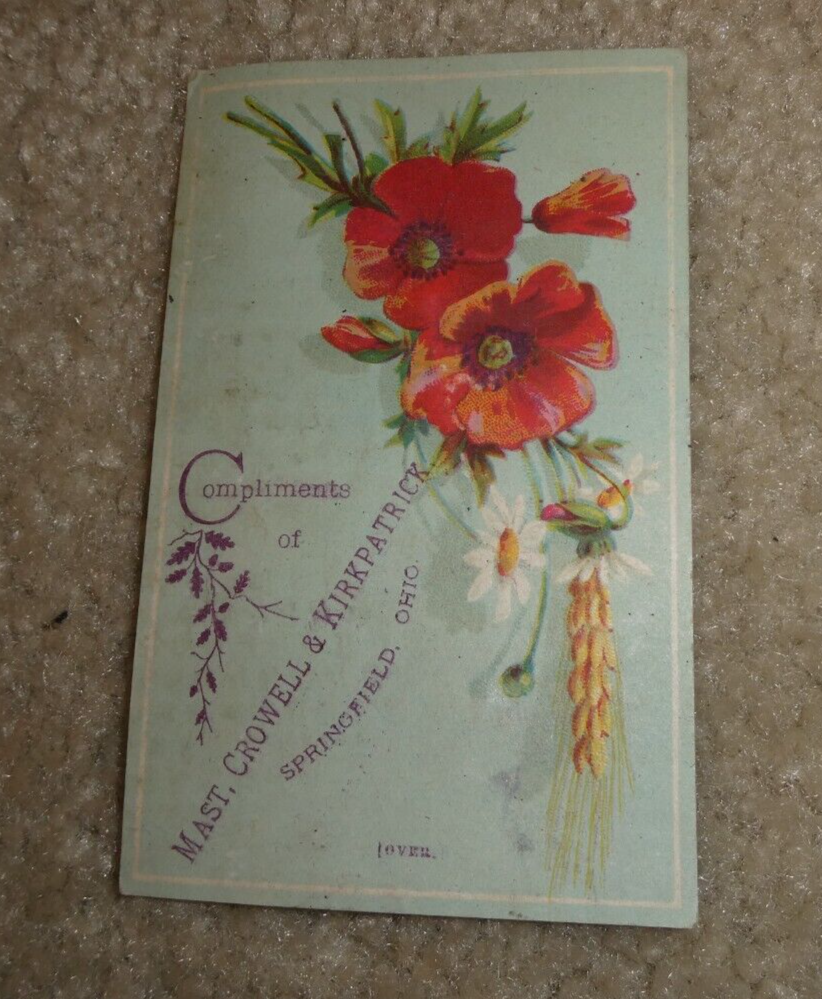 Compliments
of
MAST, CROWELL & KIRKPATRICK
SPRINGFIELD, OHIO.
[OVER.